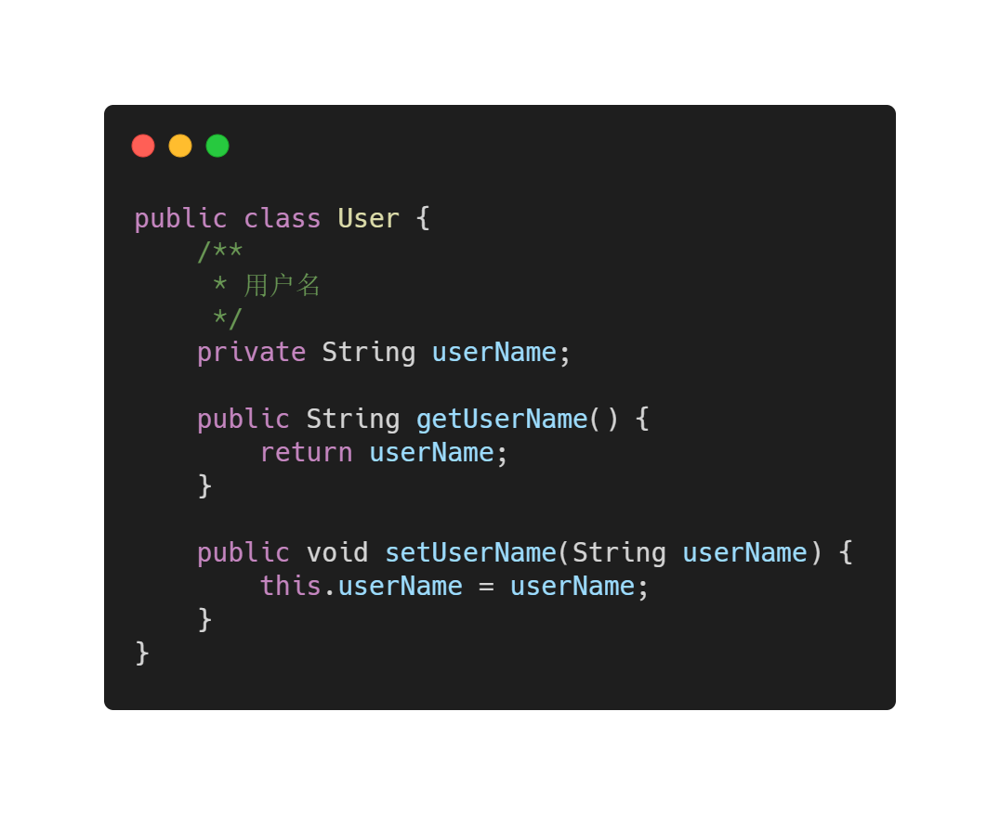 public class User {
    /**
     * 用户名
     */
    private String userName;

    public String getUserName() {
        return userName;
    }

    public void setUserName(String userName) {
        this.userName = userName;
    }
}